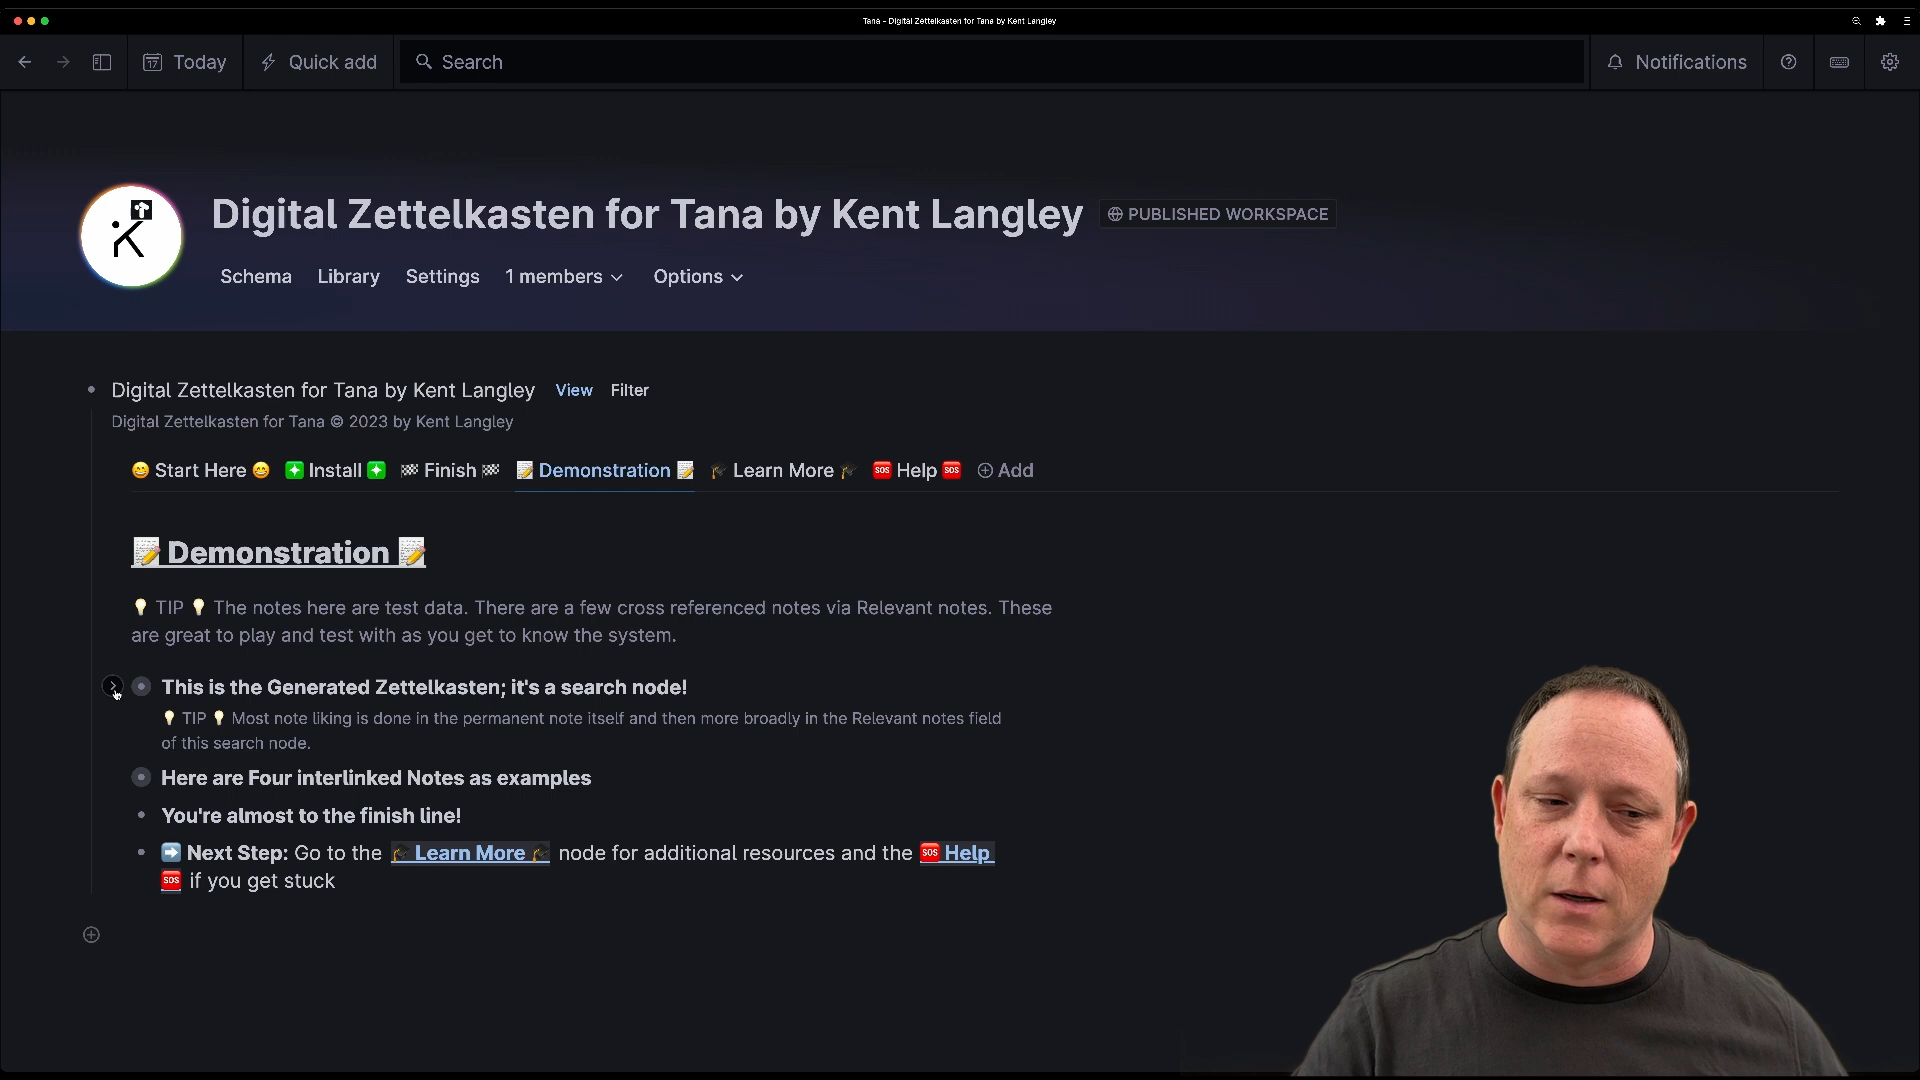 Tana - Digital Zettelkasten for Tana by Kent Langley
17 Today Quick add Search Notifications
Digital Zettelkasten for Tana by Kent Langley PUBLISHED WORKSPACE
Schema Library Settings 1 members Options
Digital Zettelkasten for Tana by Kent Langley View Filter
Digital Zettelkasten for Tana © 2023 by Kent Langley
😊 Start Here 😊 Install 🏁 Finish 🏁 📝 Demonstration 📝 🎓 Learn More 🎓 🆘 Help 🆘 Add
📝 Demonstration 📝
💡 TIP 💡 The notes here are test data. There are a few cross referenced notes via Relevant notes. These
are great to play and test with as you get to know the system.
This is the Generated Zettelkasten; it's a search node!
💡 TIP 💡 Most note liking is done in the permanent note itself and then more broadly in the Relevant notes field
of this search node.
Here are Four interlinked Notes as examples
You're almost to the finish line!
➡️ Next Step: Go to the 🎓 Learn More 🎓 node for additional resources and the 🆘 Help
🆘 if you get stuck